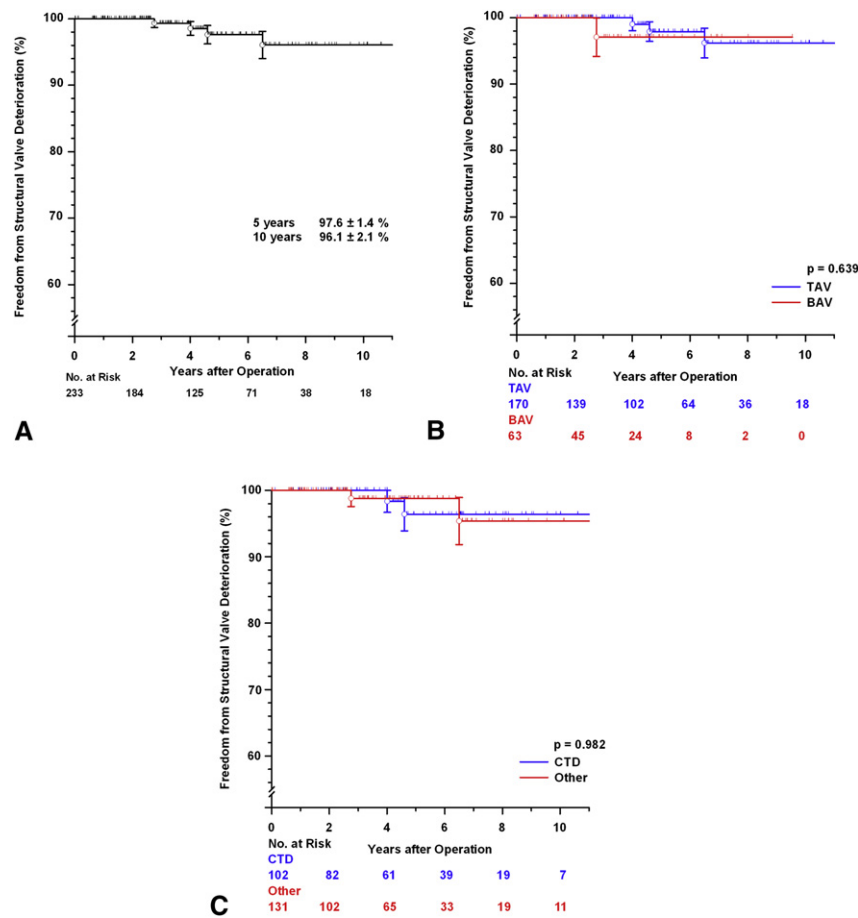 Freedom from Structural Valve Deterioration (%)
100
90
80
70
60
5 years 97.6 ± 1.4 %
10 years 96.1 ± 2.1 %
0 2 4 6 8 10
Years after Operation
No. at Risk
233 184 125 71 38 18
A
Freedom from Structural Valve Deterioration (%)
100
90
80
70
60
p = 0.639
TAV
BAV
0 2 4 6 8 10
Years after Operation
No. at Risk
TAV
170 139 102 64 36 18
BAV
63 45 24 8 2 0
B
Freedom from Structural Valve Deterioration (%)
100
90
80
70
60
p = 0.982
CTD
Other
0 2 4 6 8 10
Years after Operation
No. at Risk
CTD
102 82 61 39 19 7
Other
131 102 65 33 19 11
C